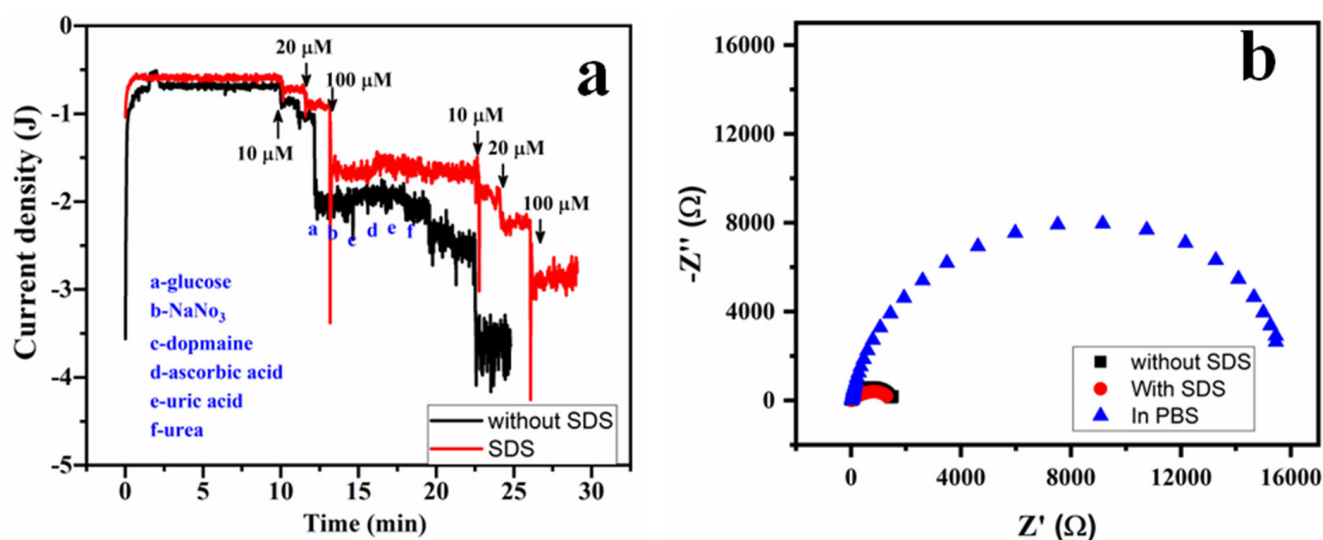 a
0
-1
-2
-3
-4
-5
Current density (J)
20 μM
100 μM
10 μM
10 μM
20 μM
100 μM
a b c d e f
a-glucose
b-NaNo3
c-dopmaine
d-ascorbic acid
e-uric acid
f-urea
without SDS
SDS
0 5 10 15 20 25 30
Time (min)
b
16000
12000
8000
4000
0
-Z'' (Ω)
without SDS
With SDS
In PBS
0 4000 8000 12000 16000
Z' (Ω)